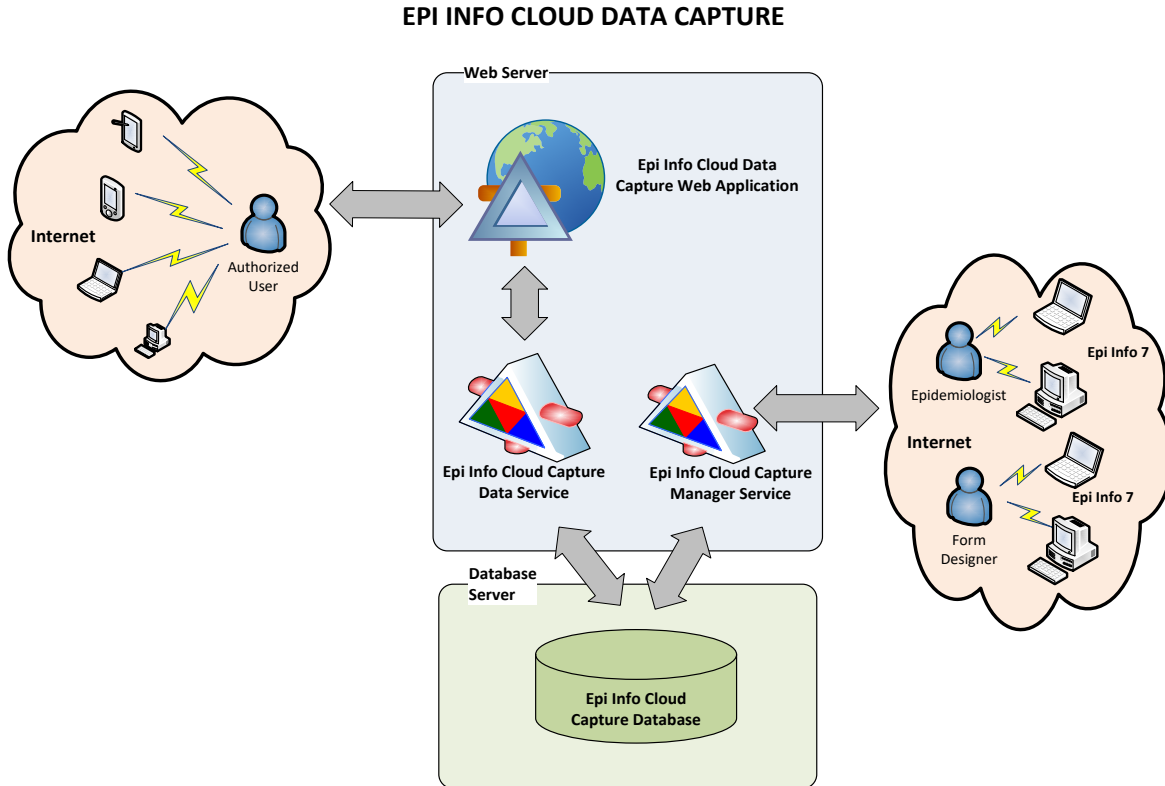 EPI INFO CLOUD DATA CAPTURE
Web Server
Epi Info Cloud Data
Capture Web Application
Internet
Authorized
User
Epi Info 7
Epidemiologist
Internet
Epi Info 7
Form
Designer
Epi Info Cloud Capture
Data Service
Epi Info Cloud Capture
Manager Service
Database
Server
Epi Info Cloud
Capture Database